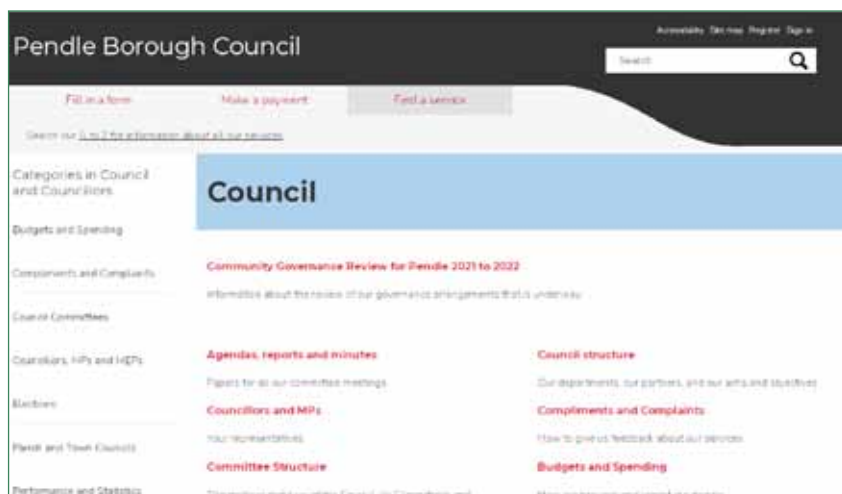 Accessibility Site map Register Sign in
Pendle Borough Council
Search
Fill in a form
Make a payment
Find a service
Search our A to Z for information about all our services
Categories in Council
and Councillors
Council
Budgets and Spending
Compliments and Complaints
Council Committees
Councillors, MPs and MEPs
Elections
Parish and Town Councils
Performance and Statistics
Community Governance Review for Pendle 2021 to 2022
Information about the review of our governance arrangements that is underway
Agendas, reports and minutes
Papers for all our committee meetings
Council structure
Our departments, our partners, and our aims and objectives
Councillors and MPs
Your representatives
Compliments and Complaints
How to give us feedback about our services
Committee Structure
Budgets and Spending